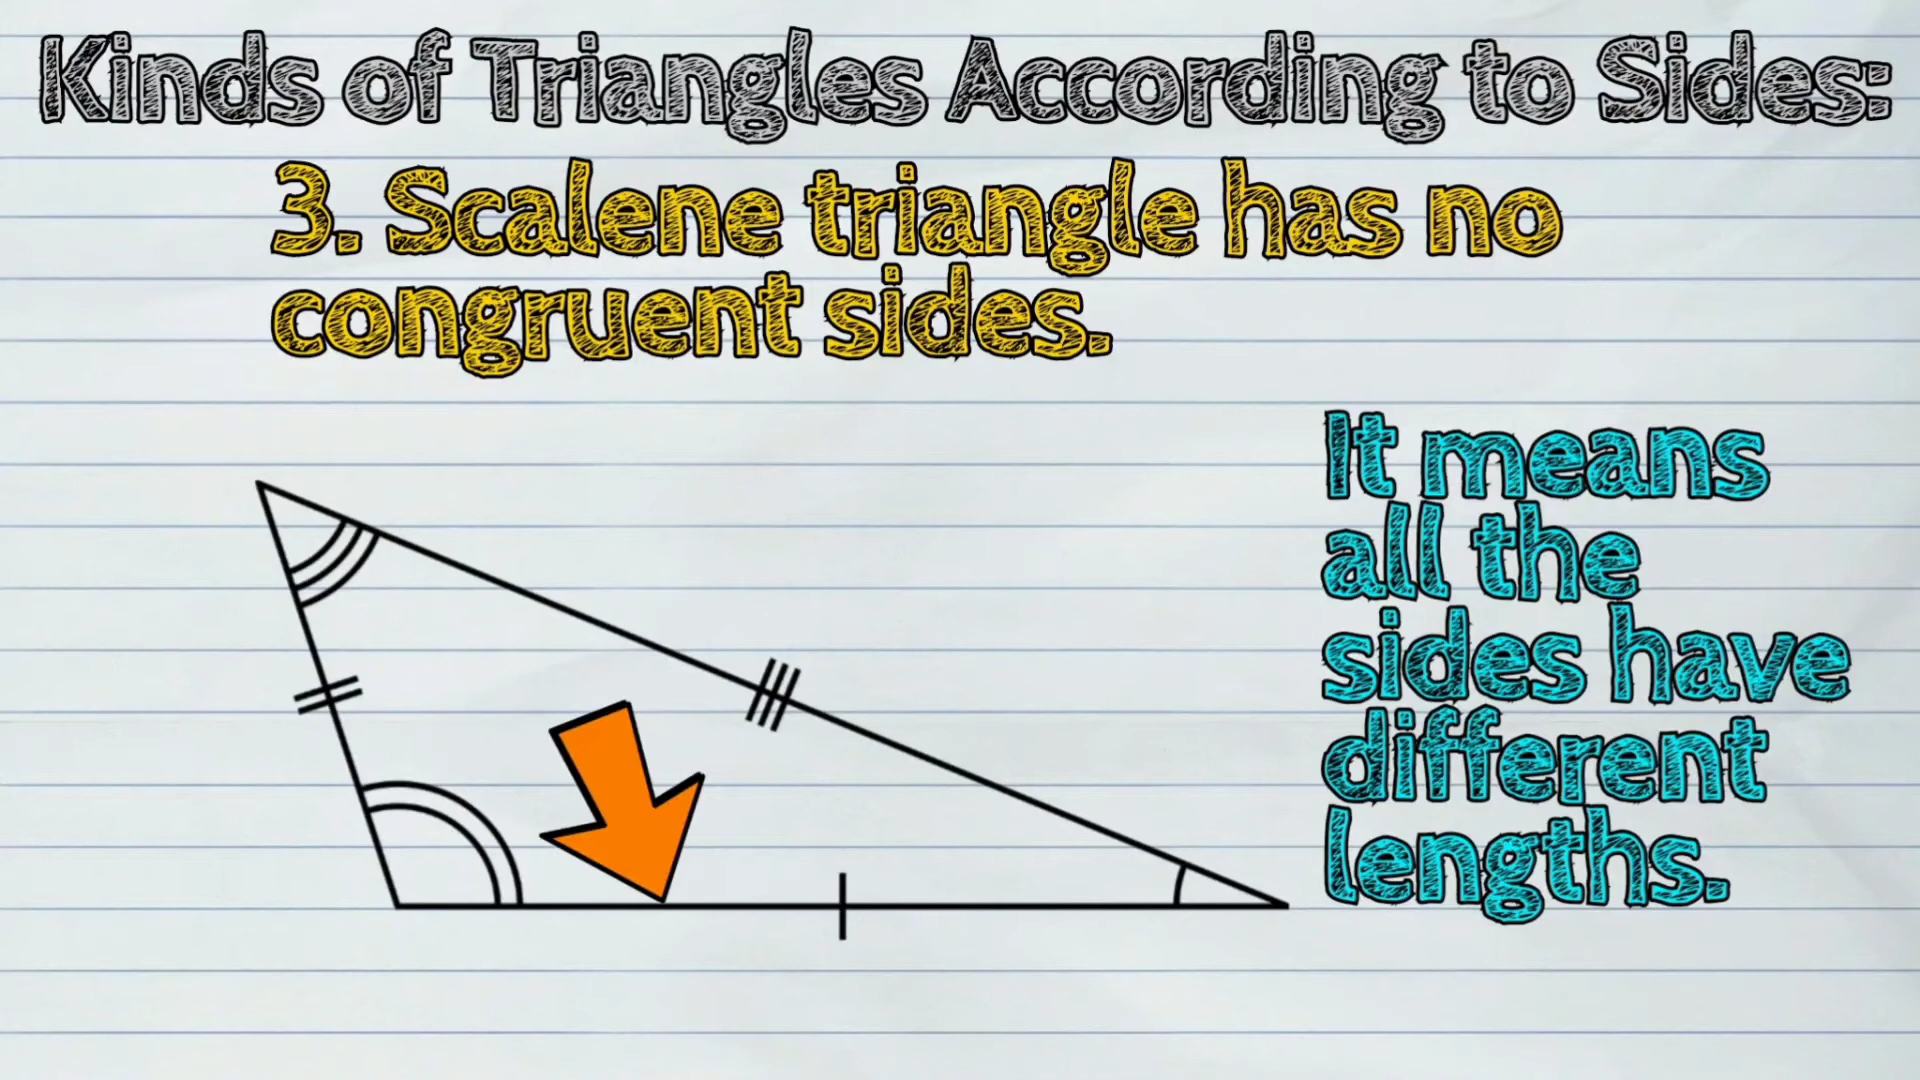 Kinds of Triangles According to Sides:
3. Scalene triangle has no
congruent sides.
It means
all the
sides have
different
lengths.